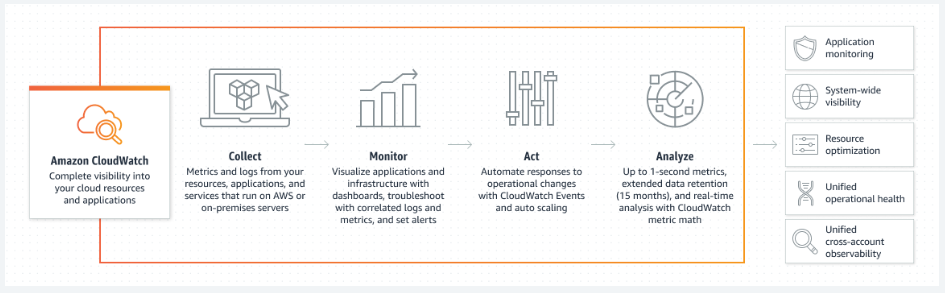 Amazon CloudWatch
Complete visibility into
your cloud resources
and applications
Collect
Metrics and logs from your
resources, applications, and
services that run on AWS or
on-premises servers
Monitor
Visualize applications and
infrastructure with
dashboards, troubleshoot
with correlated logs and
metrics, and set alerts
Act
Automate responses to
operational changes
with CloudWatch Events
and auto scaling
Analyze
Up to 1-second metrics,
extended data retention
(15 months), and real-time
analysis with CloudWatch
metric math
Application
monitoring
System-wide
visibility
Resource
optimization
Unified
operational health
Unified
cross-account
observability